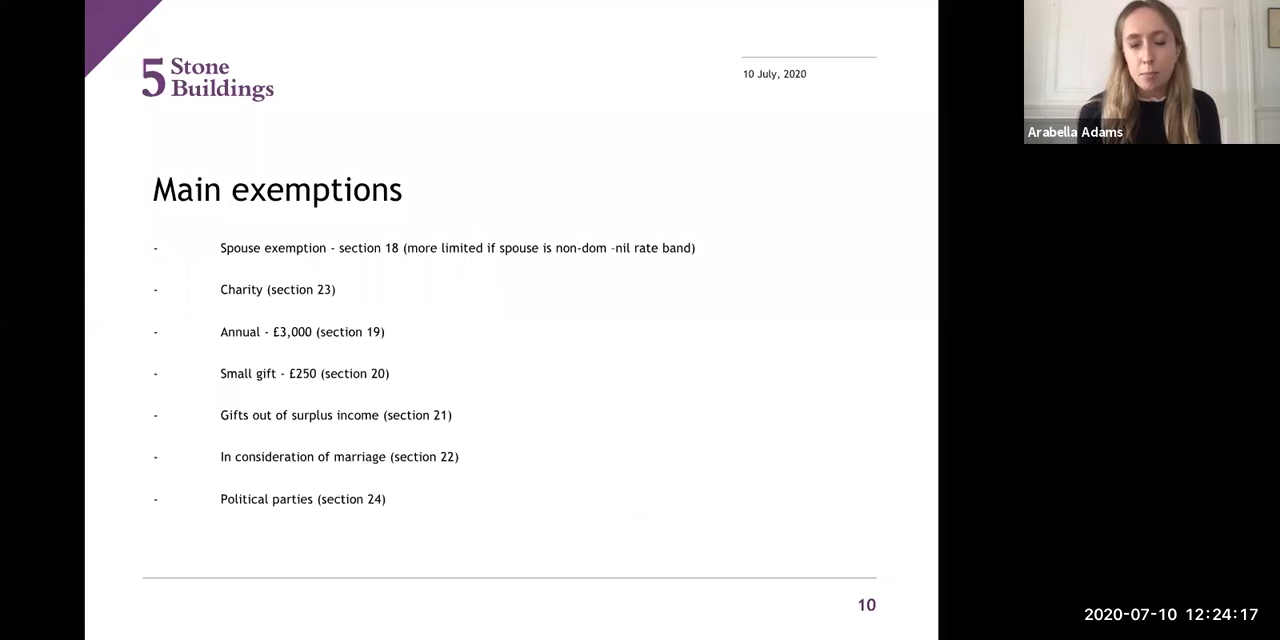 5 Stone
Buildings
10 July, 2020
Main exemptions
- Spouse exemption - section 18 (more limited if spouse is non-dom -nil rate band)
- Charity (section 23)
- Annual - £3,000 (section 19)
- Small gift - £250 (section 20)
- Gifts out of surplus income (section 21)
- In consideration of marriage (section 22)
- Political parties (section 24)
10
Arabella Adams
2020-07-10 12:24:17